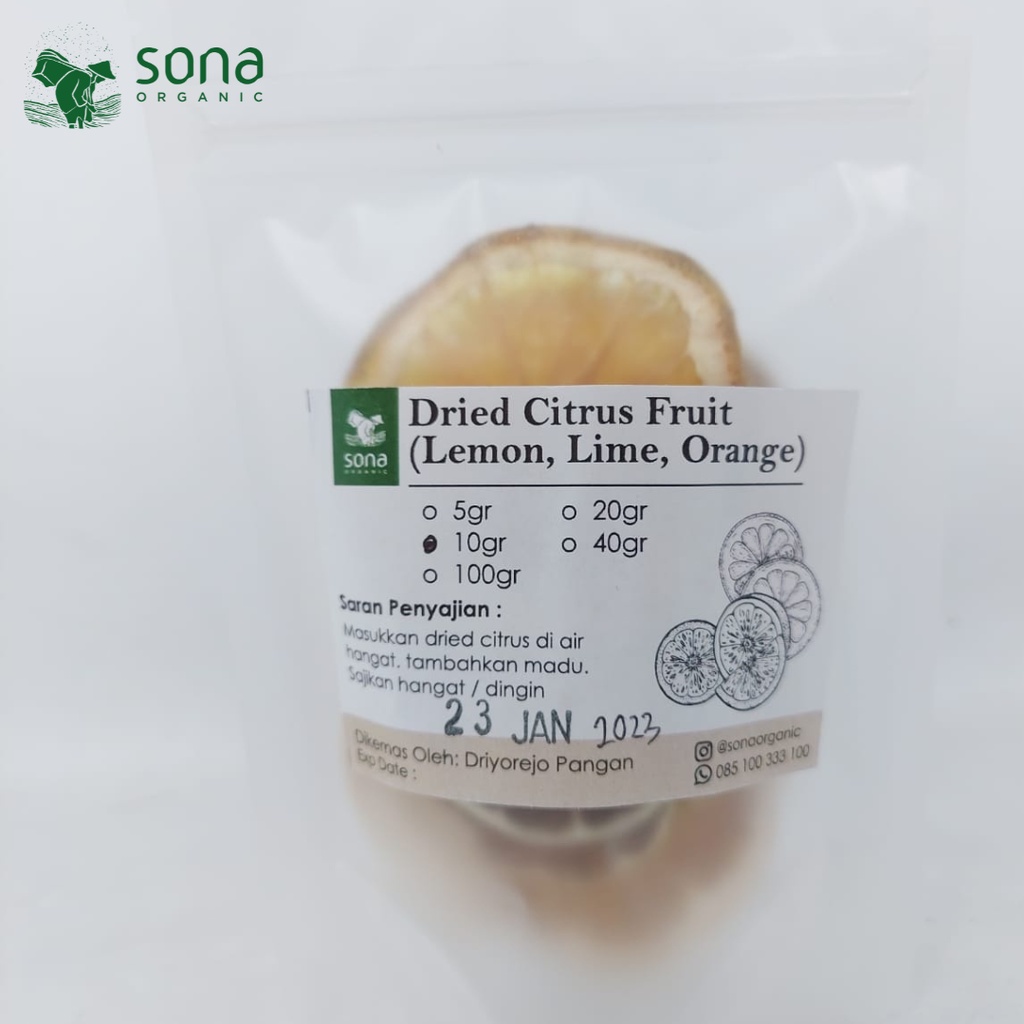 sona
ORGANIC
Dried Citrus Fruit
(Lemon, Lime, Orange)
sona
ORGANIC
5gr
20gr
10gr
40gr
100gr
Saran Penyajian :
Masukkan dried citrus di air
hangat. tambahkan madu.
Sajikan hangat / dingin
23 JAN 2023
Dikemas Oleh: Driyorejo Pangan
Exp Date :
@sonaorganic
085 100 333 100